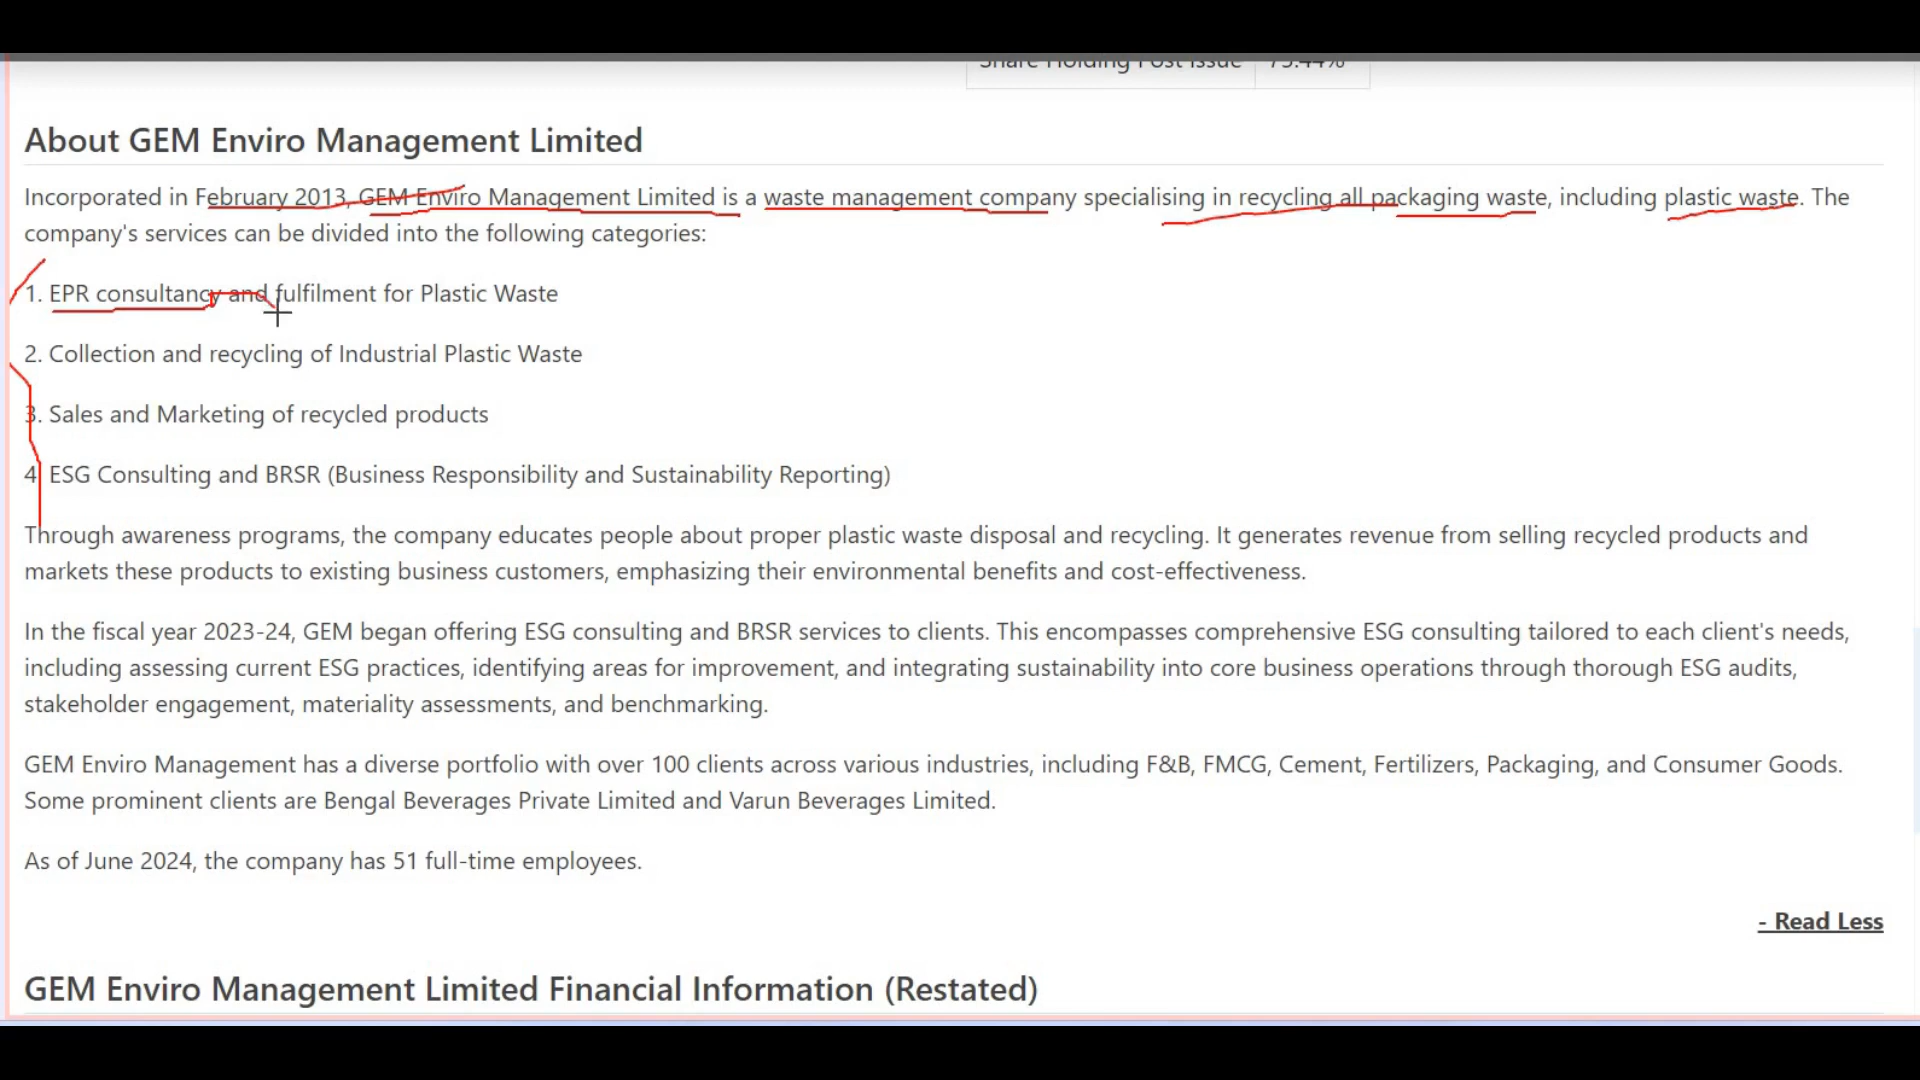 Share Holding Post Issue 73.44%
About GEM Enviro Management Limited
Incorporated in February 2013, GEM Enviro Management Limited is a waste management company specialising in recycling all packaging waste, including plastic waste. The
company's services can be divided into the following categories:
1. EPR consultancy and fulfilment for Plastic Waste
2. Collection and recycling of Industrial Plastic Waste
3. Sales and Marketing of recycled products
4. ESG Consulting and BRSR (Business Responsibility and Sustainability Reporting)
Through awareness programs, the company educates people about proper plastic waste disposal and recycling. It generates revenue from selling recycled products and
markets these products to existing business customers, emphasizing their environmental benefits and cost-effectiveness.
In the fiscal year 2023-24, GEM began offering ESG consulting and BRSR services to clients. This encompasses comprehensive ESG consulting tailored to each client's needs,
including assessing current ESG practices, identifying areas for improvement, and integrating sustainability into core business operations through thorough ESG audits,
stakeholder engagement, materiality assessments, and benchmarking.
GEM Enviro Management has a diverse portfolio with over 100 clients across various industries, including F&B, FMCG, Cement, Fertilizers, Packaging, and Consumer Goods.
Some prominent clients are Bengal Beverages Private Limited and Varun Beverages Limited.
As of June 2024, the company has 51 full-time employees.
- Read Less
GEM Enviro Management Limited Financial Information (Restated)